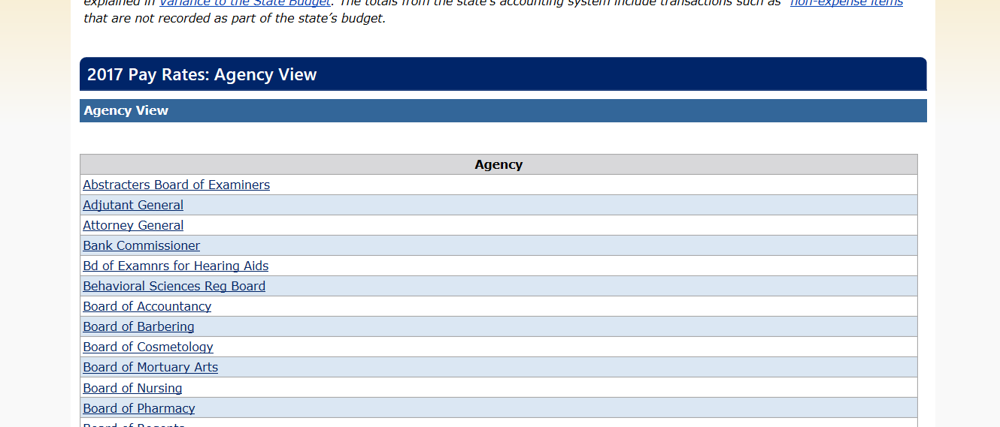 explained in Variance to the State Budget. The totals from the state's accounting system include transactions such as "non-expense items
that are not recorded as part of the state’s budget.
2017 Pay Rates: Agency View
Agency View
Agency
Abstracters Board of Examiners
Adjutant General
Attorney General
Bank Commissioner
Bd of Examnrs for Hearing Aids
Behavioral Sciences Reg Board
Board of Accountancy
Board of Barbering
Board of Cosmetology
Board of Mortuary Arts
Board of Nursing
Board of Pharmacy
Board of Regents